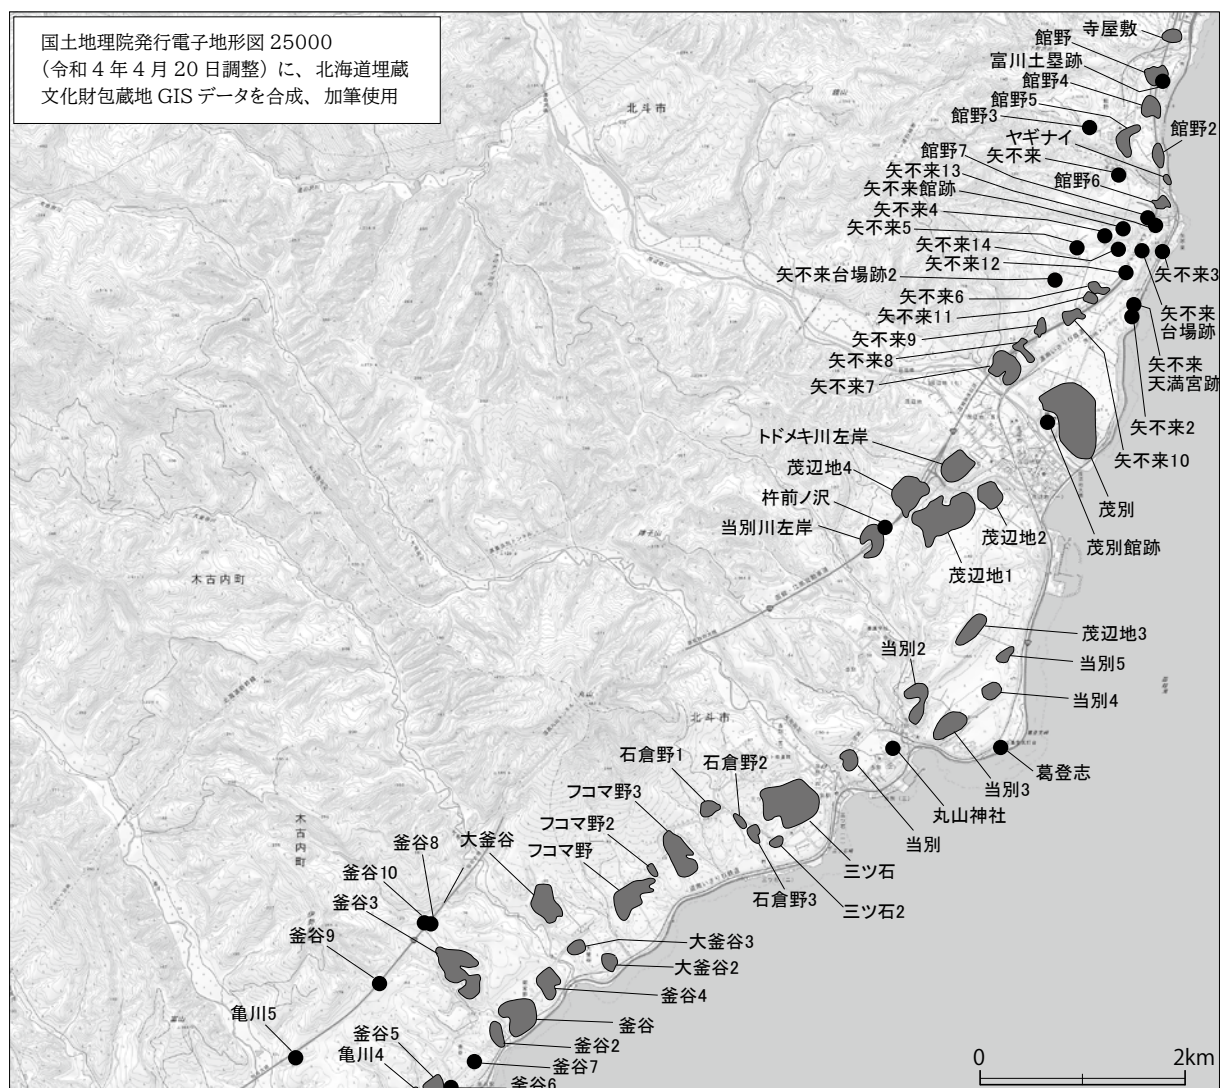 国土地理院発行電子地形図 25000
（令和 4 年 4 月 20 日調整）に、北海道埋蔵
文化財包蔵地 GIS データを合成、加筆使用
寺屋敷
館野
富川土塁跡
館野4
館野5
館野3
館野2
ヤギナイ
矢不来
館野7
矢不来13
館野6
矢不来館跡
矢不来4
矢不来5
矢不来14
矢不来12
矢不来台場跡2
矢不来3
矢不来6
矢不来11
矢不来
台場跡
矢不来9
矢不来8
矢不来7
矢不来
天満宮跡
矢不来2
矢不来10
トドメキ川左岸
茂辺地4
杵前ノ沢
当別川左岸
茂別
茂辺地2
茂別館跡
茂辺地1
茂辺地3
当別2
当別5
当別4
葛登志
当別3
丸山神社
当別
石倉野1
石倉野2
フコマ野3
フコマ野2
フコマ野
大釜谷
三ツ石
石倉野3
三ツ石2
釜谷8
釜谷10
釜谷3
釜谷9
大釜谷3
大釜谷2
釜谷4
亀川5
釜谷
釜谷5
釜谷2
亀川4
釜谷7
釜谷6
北斗市
木古内町
北斗市
木古内町
丸山
0
2km